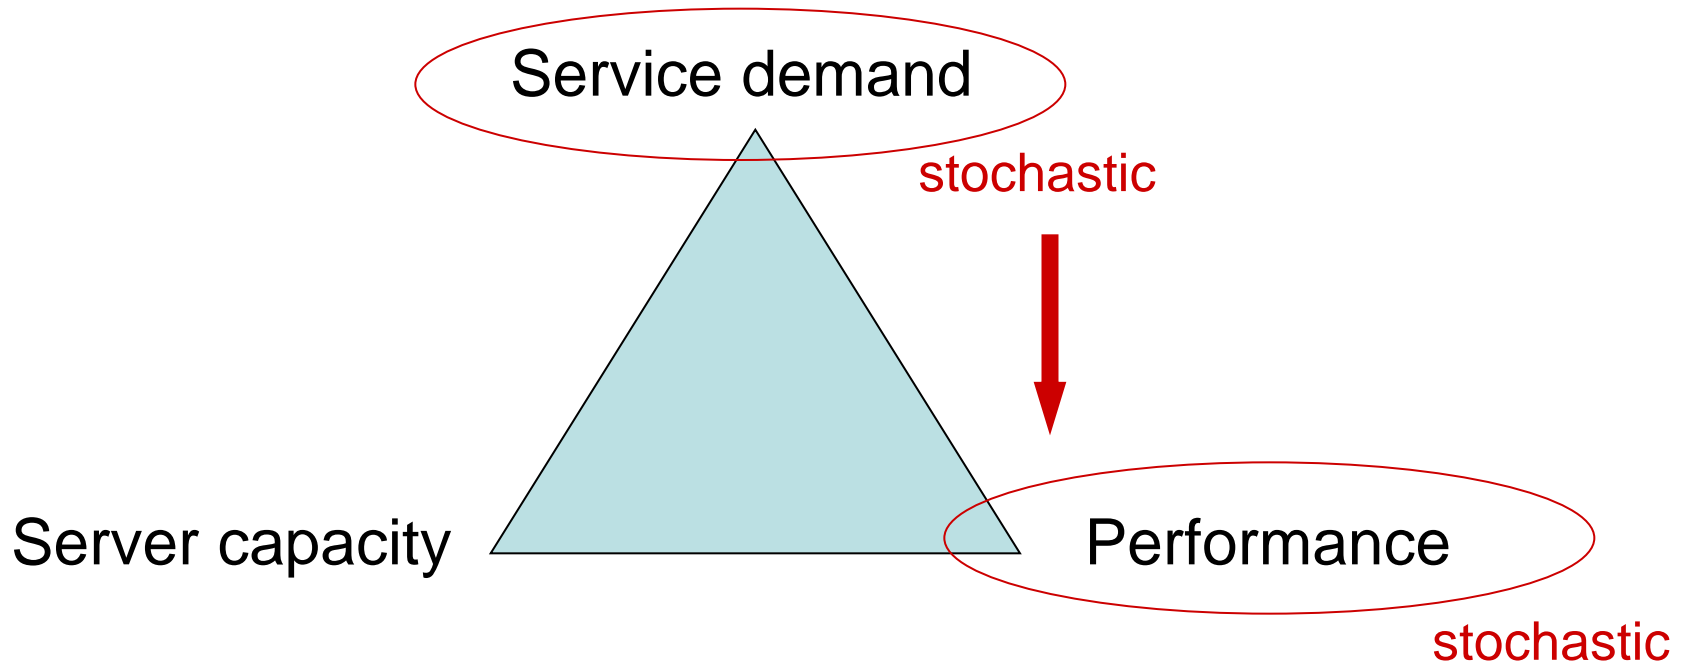 Service demand
stochastic
Server capacity
Performance
stochastic